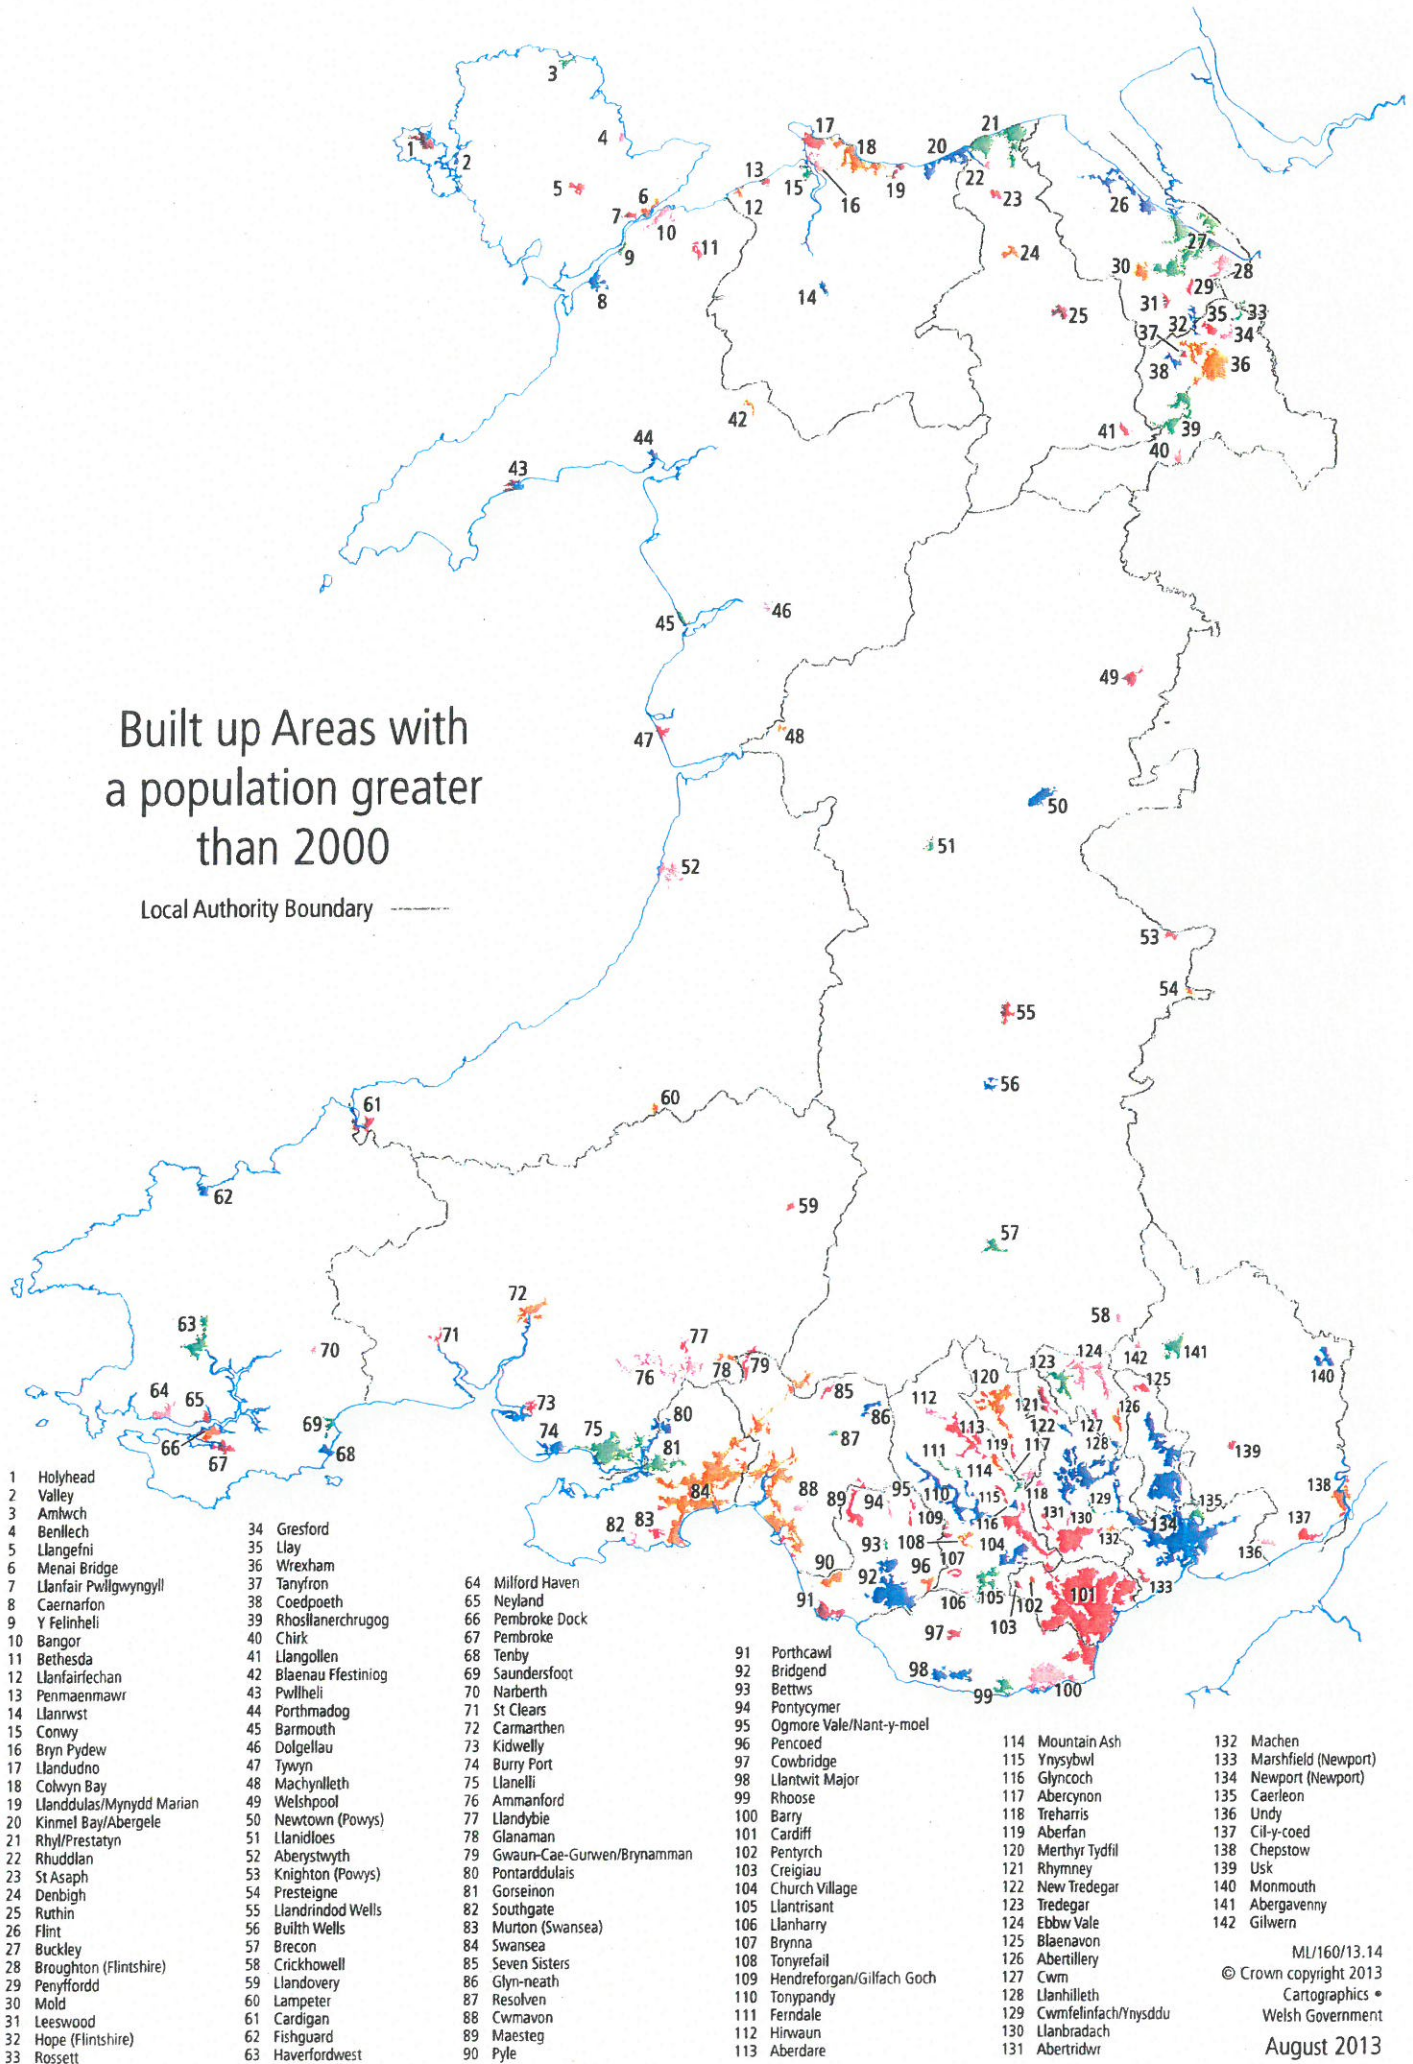 Built up Areas with
a population greater
than 2000
Local Authority Boundary
1 Holyhead
2 Valley
3 Amlwch
4 Benllech
5 Llangefni
6 Menai Bridge
7 Llanfair Pwllgwyngyll
8 Caernarfon
9 Y Felinheli
10 Bangor
11 Bethesda
12 Llanfairfechan
13 Penmaenmawr
14 Llanrwst
15 Conwy
16 Bryn Pydew
17 Llandudno
18 Colwyn Bay
19 Llanddulas/Mynydd Marian
20 Kinmel Bay/Abergele
21 Rhyl/Prestatyn
22 Rhuddlan
23 St Asaph
24 Denbigh
25 Ruthin
26 Flint
27 Buckley
28 Broughton (Flintshire)
29 Penyffordd
30 Mold
31 Leeswood
32 Hope (Flintshire)
33 Rossett
34 Gresford
35 Llay
36 Wrexham
37 Tanyfron
38 Coedpoeth
39 Rhosllanerchrugog
40 Chirk
41 Llangollen
42 Blaenau Ffestiniog
43 Pwllheli
44 Porthmadog
45 Barmouth
46 Dolgellau
47 Tywyn
48 Machynlleth
49 Welshpool
50 Newtown (Powys)
51 Llanidloes
52 Aberystwyth
53 Knighton (Powys)
54 Presteigne
55 Llandrindod Wells
56 Builth Wells
57 Brecon
58 Crickhowell
59 Llandovery
60 Lampeter
61 Cardigan
62 Fishguard
63 Haverfordwest
64 Milford Haven
65 Neyland
66 Pembroke Dock
67 Pembroke
68 Tenby
69 Saundersfoot
70 Narberth
71 St Clears
72 Carmarthen
73 Kidwelly
74 Burry Port
75 Llanelli
76 Ammanford
77 Llandybie
78 Glanaman
79 Gwaun-Cae-Gurwen/Brynamman
80 Pontarddulais
81 Gorseinon
82 Southgate
83 Murton (Swansea)
84 Swansea
85 Seven Sisters
86 Glyn-neath
87 Resolven
88 Cwmavon
89 Maesteg
90 Pyle
91 Porthcawl
92 Bridgend
93 Bettws
94 Pontycymer
95 Ogmore Vale/Nant-y-moel
96 Pencoed
97 Cowbridge
98 Llantwit Major
99 Rhoose
100 Barry
101 Cardiff
102 Pentyrch
103 Creigiau
104 Church Village
105 Llantrisant
106 Llanharry
107 Brynna
108 Tonyrefail
109 Hendreforgan/Gilfach Goch
110 Tonypandy
111 Ferndale
112 Hirwaun
113 Aberdare
114 Mountain Ash
115 Ynysybwl
116 Glyncoch
117 Abercynon
118 Treharris
119 Aberfan
120 Merthyr Tydfil
121 Rhymney
122 New Tredegar
123 Tredegar
124 Ebbw Vale
125 Blaenavon
126 Abertillery
127 Cwm
128 Llanhilleth
129 Cwmfelinfach/Ynysddu
130 Llanbradach
131 Abertridwr
132 Machen
133 Marshfield (Newport)
134 Newport (Newport)
135 Caerleon
136 Undy
137 Cil-y-coed
138 Chepstow
139 Usk
140 Monmouth
141 Abergavenny
142 Gilwern
ML/160/13.14
© Crown copyright 2013
Cartographics •
Welsh Government
August 2013